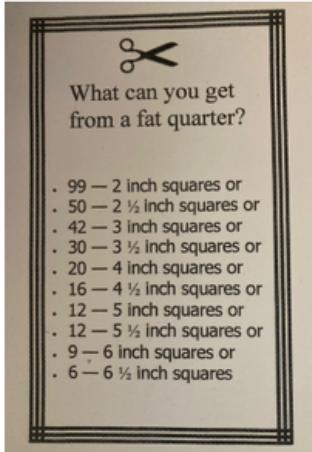 What can you get
from a fat quarter?
. 99 — 2 inch squares or
. 50 — 2 ½ inch squares or
. 42 — 3 inch squares or
. 30 — 3 ½ inch squares or
. 20 — 4 inch squares or
. 16 — 4 ½ inch squares or
. 12 — 5 inch squares or
. 12 — 5 ½ inch squares or
. 9 — 6 inch squares or
. 6 — 6 ½ inch squares